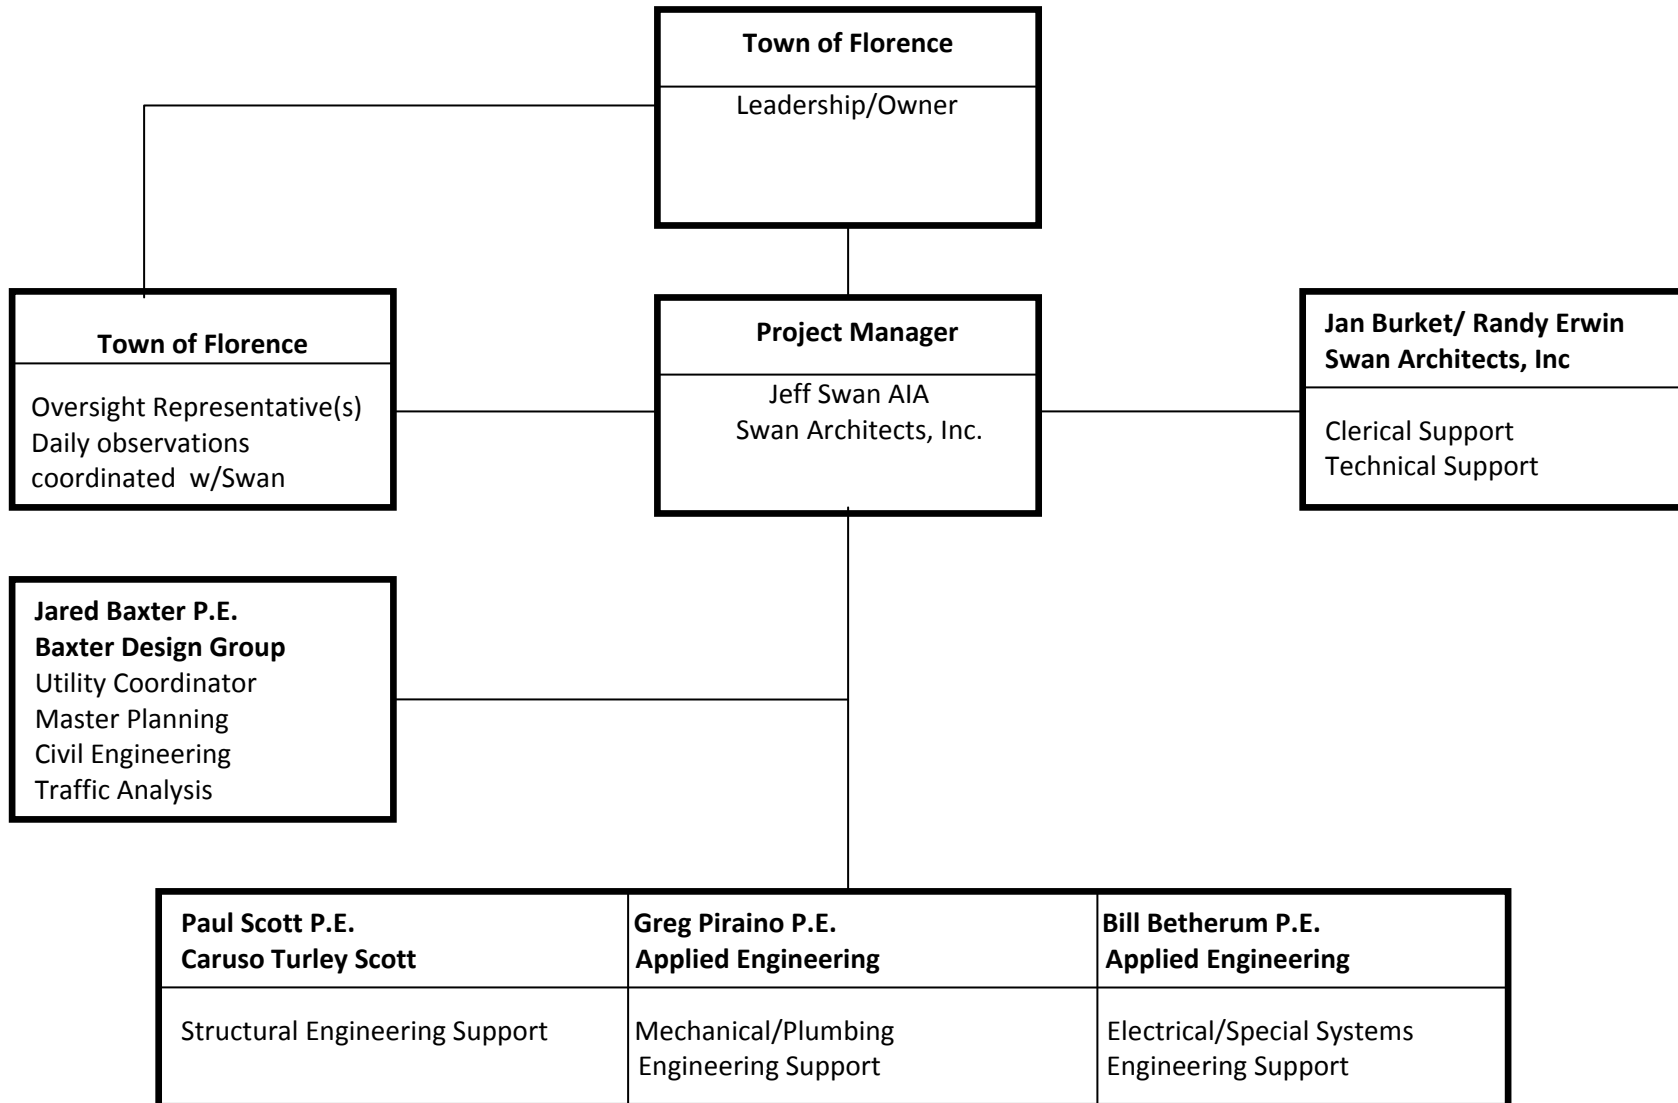 Town of Florence
Leadership/Owner
Town of Florence
Oversight Representative(s)
Daily observations
coordinated  w/Swan
Project Manager
Jeff Swan AIA
Swan Architects, Inc.
Jan Burket/ Randy Erwin
Swan Architects, Inc
Clerical Support
Technical Support
Jared Baxter P.E.
Baxter Design Group
Utility Coordinator
Master Planning
Civil Engineering
Traffic Analysis
Paul Scott P.E.
Caruso Turley Scott
Structural Engineering Support
Greg Piraino P.E.
Applied Engineering
Mechanical/Plumbing
Engineering Support
Bill Betherum P.E.
Applied Engineering
Electrical/Special Systems
Engineering Support